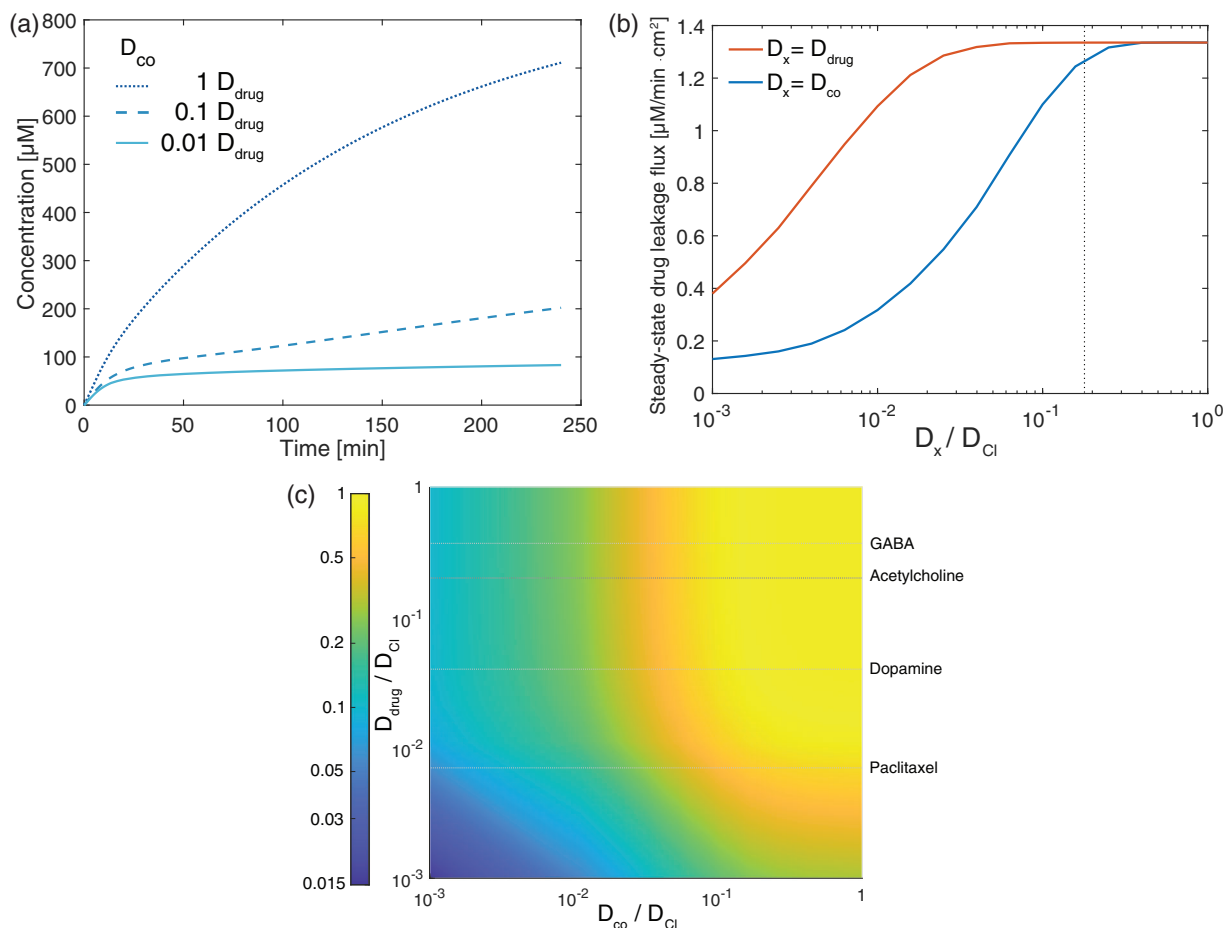 (a)
800
700
600
500
400
300
200
100
0
Concentration [µM]
D_co
1 D_drug
0.1 D_drug
0.01 D_drug
0 50 100 150 200 250
Time [min]
(b)
1.4
1.2
1
0.8
0.6
0.4
0.2
0
Steady-state drug leakage flux [µM/min ·cm²]
D_x= D_drug
D_x= D_co
10⁻³ 10⁻² 10⁻¹ 10⁰
D_x / D_Cl
(c)
1
0.5
0.2
0.1
0.05
0.03
0.015
D_drug / D_Cl
1
10⁻¹
10⁻²
10⁻³
GABA
Acetylcholine
Dopamine
Paclitaxel
10⁻³ 10⁻² 10⁻¹ 1
D_co / D_Cl